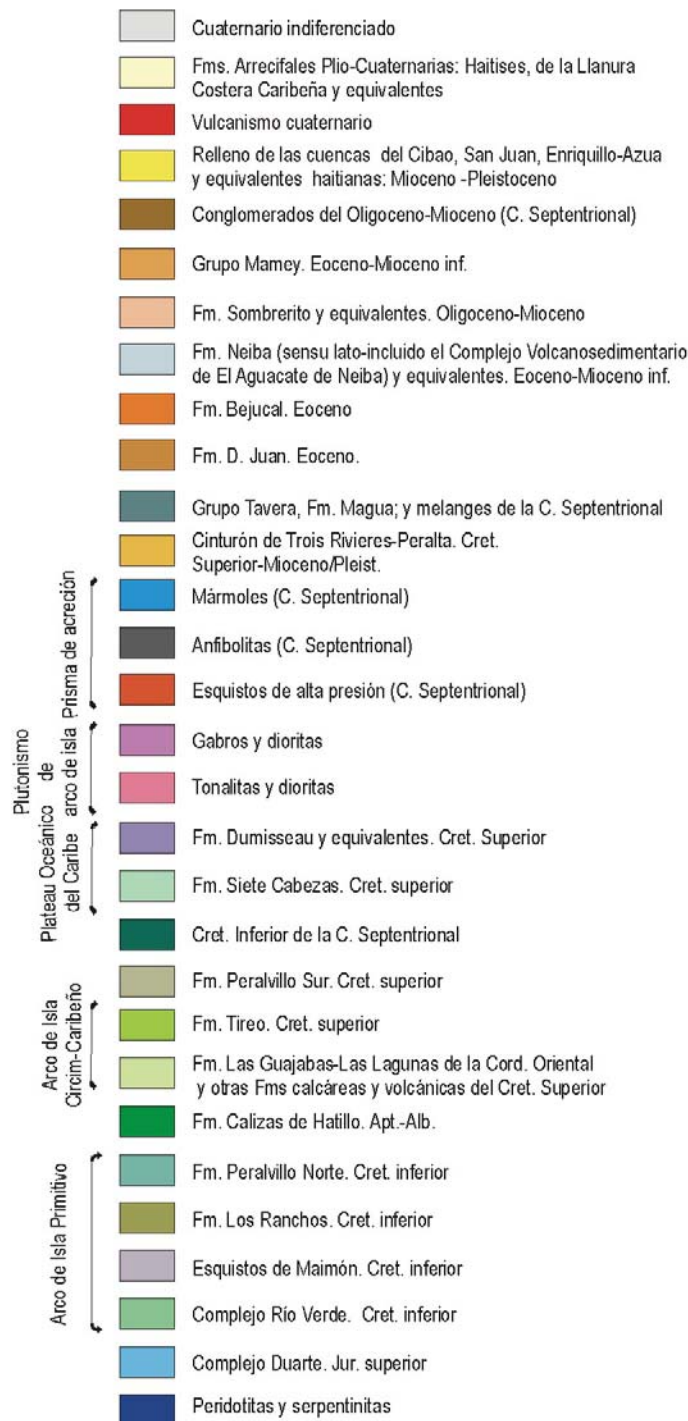 Cuaternario indiferenciado
Fms. Arrecifales Plio-Cuaternarias: Haitises, de la Llanura
Costera Caribeña y equivalentes
Vulcanismo cuaternario
Relleno de las cuencas del Cibao, San Juan, Enriquillo-Azua
y equivalentes haitianas: Mioceno -Pleistoceno
Conglomerados del Oligoceno-Mioceno (C. Septentrional)
Grupo Mamey. Eoceno-Mioceno inf.
Fm. Sombrerito y equivalentes. Oligoceno-Mioceno
Fm. Neiba (sensu lato-incluido el Complejo Volcanosedimentario
de El Aguacate de Neiba) y equivalentes. Eoceno-Mioceno inf.
Fm. Bejucal. Eoceno
Fm. D. Juan. Eoceno.
Grupo Tavera, Fm. Magua; y melanges de la C. Septentrional
Cinturón de Trois Rivieres-Peralta. Cret.
Superior-Mioceno/Pleist.
Prisma de acreción
Mármoles (C. Septentrional)
Anfibolitas (C. Septentrional)
Esquistos de alta presión (C. Septentrional)
Plutonismo de
arco de isla
Gabros y dioritas
Tonalitas y dioritas
Plateau Oceánico
del Caribe
Fm. Dumisseau y equivalentes. Cret. Superior
Fm. Siete Cabezas. Cret. superior
Cret. Inferior de la C. Septentrional
Fm. Peralvillo Sur. Cret. superior
Arco de Isla
Circim-Caribeño
Fm. Tireo. Cret. superior
Fm. Las Guajabas-Las Lagunas de la Cord. Oriental
y otras Fms calcáreas y volcánicas del Cret. Superior
Fm. Calizas de Hatillo. Apt.-Alb.
Arco de Isla Primitivo
Fm. Peralvillo Norte. Cret. inferior
Fm. Los Ranchos. Cret. inferior
Esquistos de Maimón. Cret. inferior
Complejo Río Verde. Cret. inferior
Complejo Duarte. Jur. superior
Peridotitas y serpentinitas